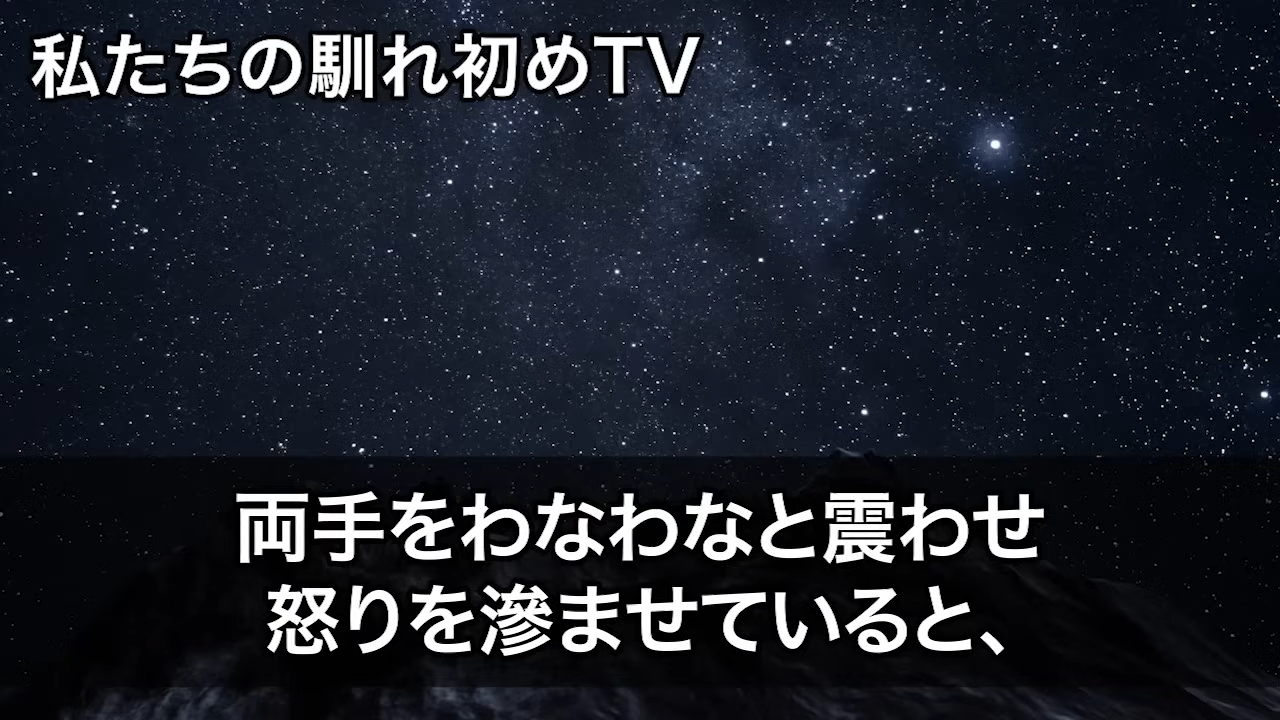 私たちの馴れ初めTV
両手をわなわなと震わせ
怒りを滲ませていると、